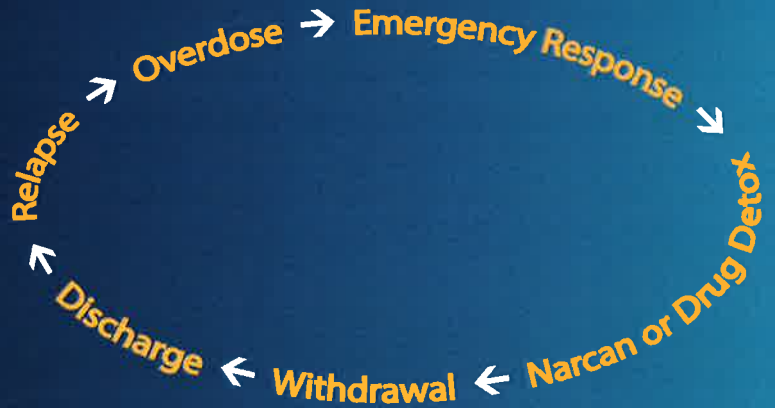 Overdose → Emergency Response →
Narcan or Drug Detox ←
Withdrawal ←
Discharge
Relapse →